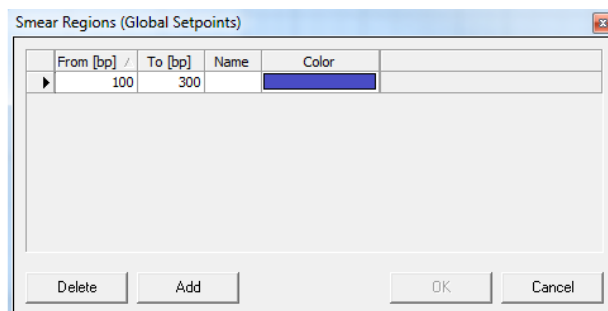 Smear Regions (Global Setpoints)
From [bp] / To [bp] Name Color
100 300
Delete Add OK Cancel